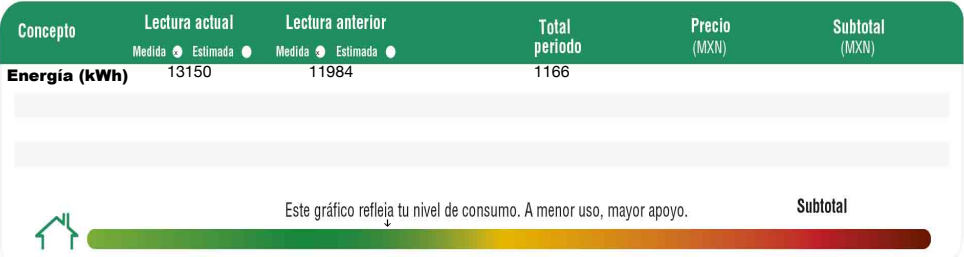 Concepto Lectura actual Lectura anterior Total periodo Precio (MXN) Subtotal (MXN)
Medida x Estimada Medida x Estimada
Energía (kWh) 13150 11984 1166
Este gráfico refleja tu nivel de consumo. A menor uso, mayor apoyo. Subtotal